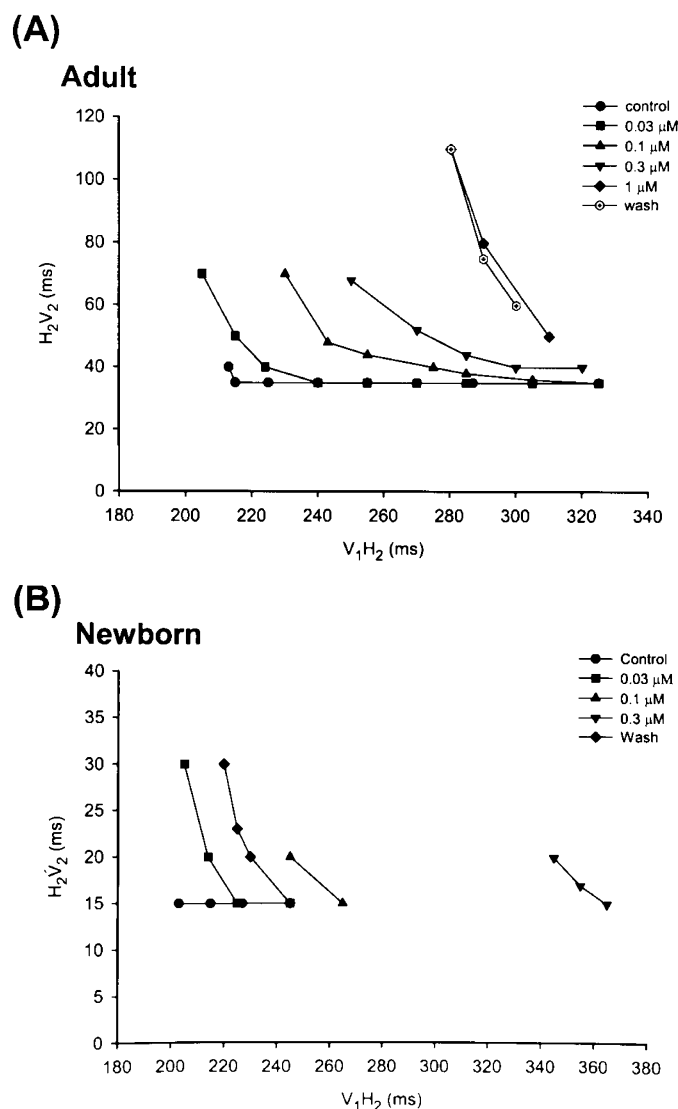 (A)
Adult
120
100
80
60
40
20
0
H₂V₂ (ms)
180 200 220 240 260 280 300 320 340
V₁H₂ (ms)
control
0.03 μM
0.1 μM
0.3 μM
1 μM
wash
(B)
Newborn
40
35
30
25
20
15
10
5
0
H₂V₂ (ms)
180 200 220 240 260 280 300 320 340 360 380
V₁H₂ (ms)
Control
0.03 μM
0.1 μM
0.3 μM
Wash